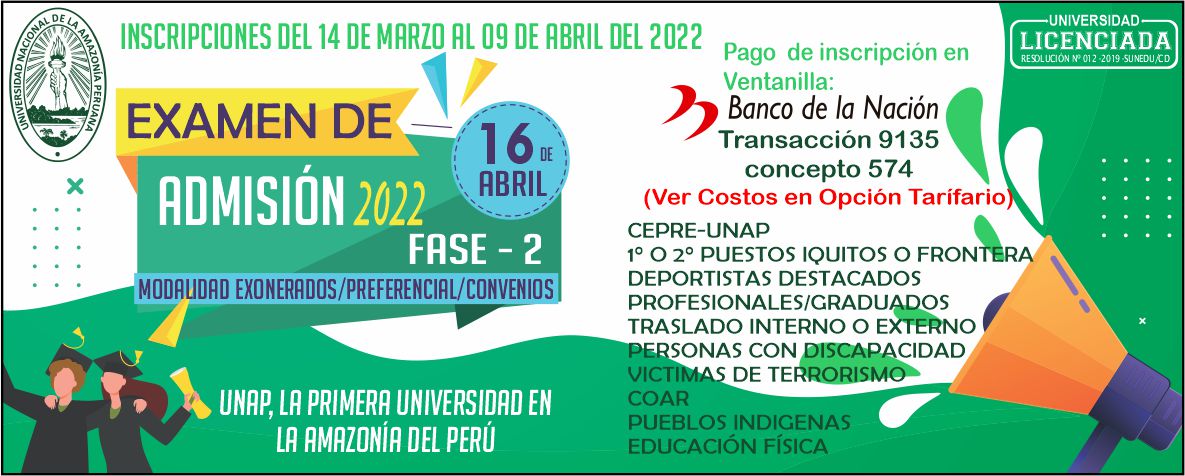 UNIVERSIDAD NACIONAL DE LA AMAZONÍA PERUANA
INSCRIPCIONES DEL 14 DE MARZO AL 09 DE ABRIL DEL 2022
EXAMEN DE
ADMISIÓN 2022
FASE - 2
16 DE
ABRIL
MODALIDAD EXONERADOS/PREFERENCIAL/CONVENIOS
UNAP, LA PRIMERA UNIVERSIDAD EN
LA AMAZONÍA DEL PERÚ
Pago de inscripción en
Ventanilla:
Banco de la Nación
Transacción 9135
concepto 574
(Ver Costos en Opción Tarífario)
CEPRE-UNAP
1º O 2º PUESTOS IQUITOS O FRONTERA
DEPORTISTAS DESTACADOS
PROFESIONALES/GRADUADOS
TRASLADO INTERNO O EXTERNO
PERSONAS CON DISCAPACIDAD
VICTIMAS DE TERRORISMO
COAR
PUEBLOS INDIGENAS
EDUCACIÓN FÍSICA
UNIVERSIDAD
LICENCIADA
RESOLUCIÓN Nº 012 -2019 -SUNEDU/CD